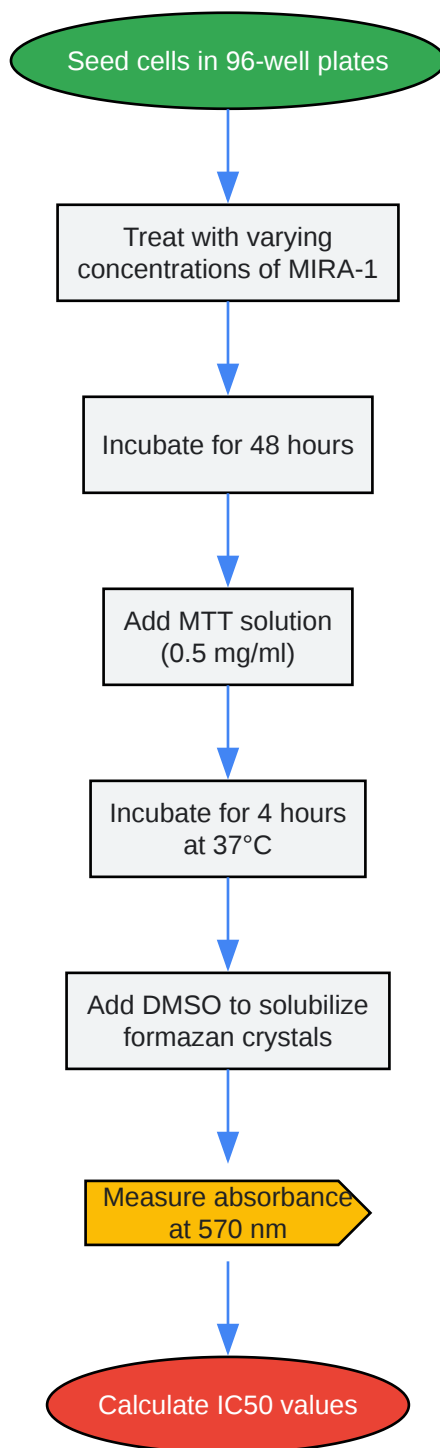 Seed cells in 96-well plates
Treat with varying
concentrations of MIRA-1
Incubate for 48 hours
Add MTT solution
(0.5 mg/ml)
Incubate for 4 hours
at 37°C
Add DMSO to solubilize
formazan crystals
Measure absorbance
at 570 nm
Calculate IC50 values